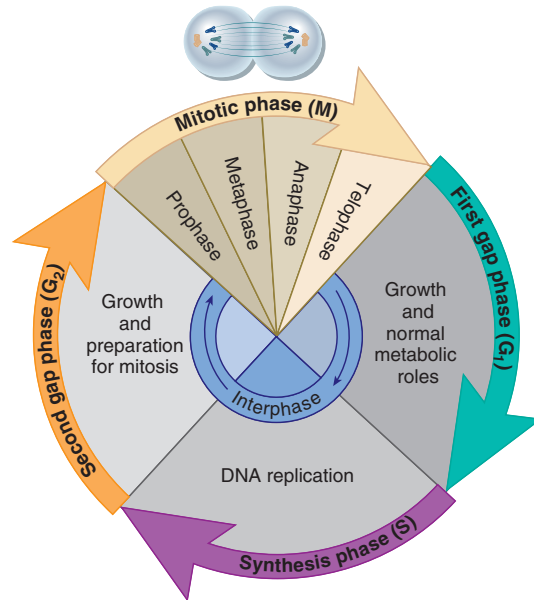 Mitotic phase (M)
Prophase
Metaphase
Anaphase
Telophase
First gap phase (G₁)
Growth
and
normal
metabolic
roles
Second gap phase (G₂)
Growth
and
preparation
for mitosis
Interphase
DNA replication
Synthesis phase (S)